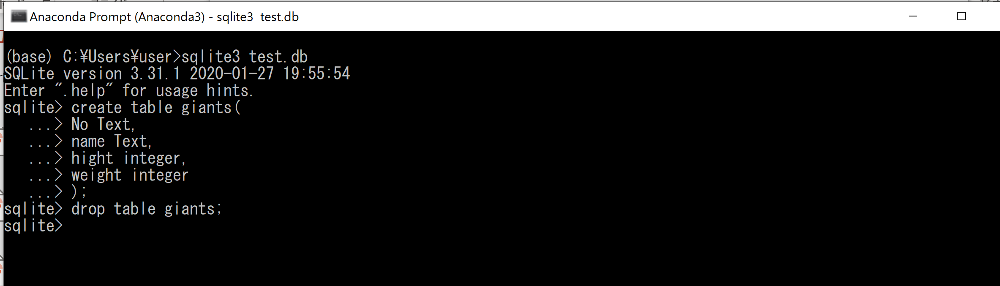 Anaconda Prompt (Anaconda3) - sqlite3  test.db
(base) C:¥Users¥user>sqlite3 test.db
SQLite version 3.31.1 2020-01-27 19:55:54
Enter ".help" for usage hints.
sqlite> create table giants(
   ...> No Text,
   ...> name Text,
   ...> hight integer,
   ...> weight integer
   ...> );
sqlite> drop table giants;
sqlite>